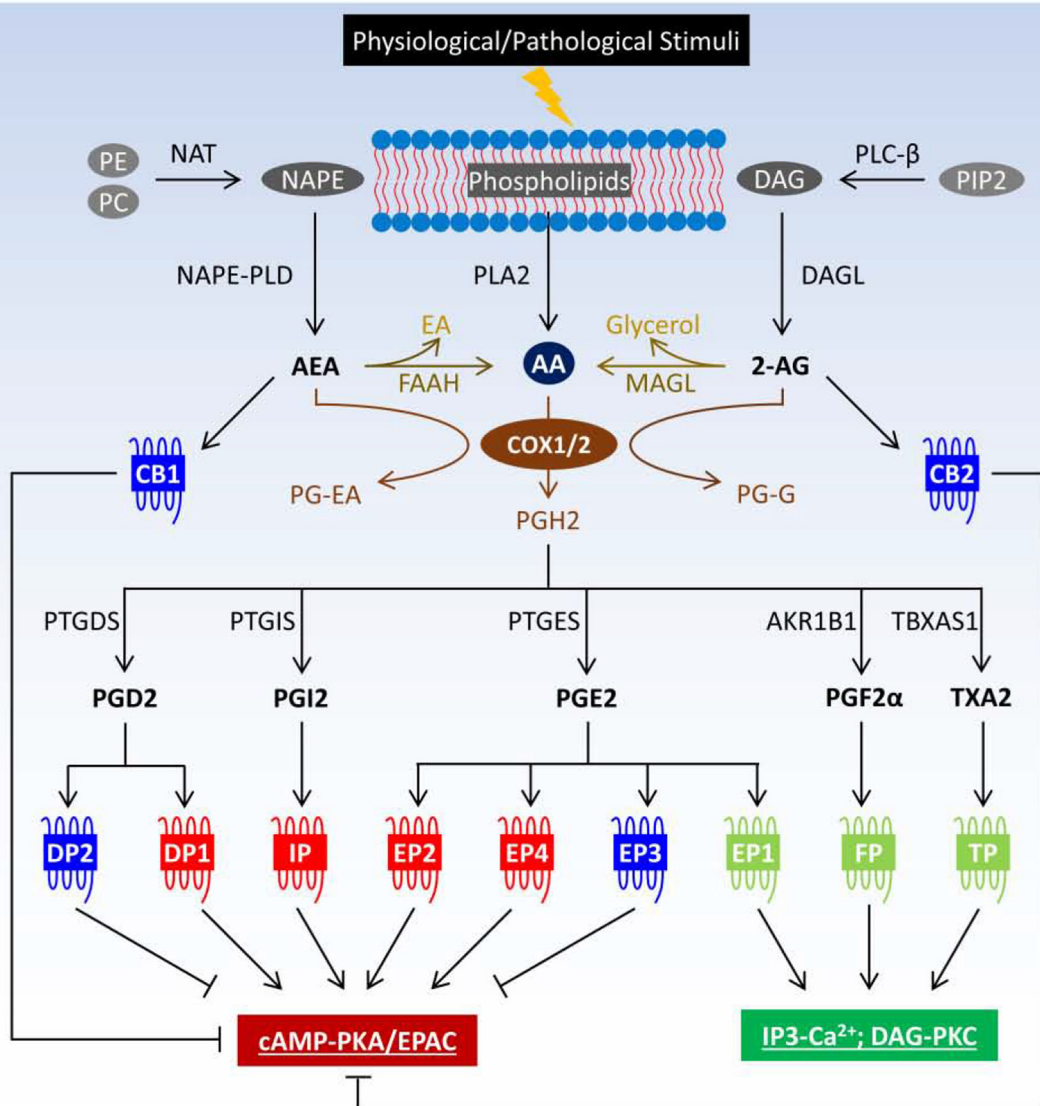 Physiological/Pathological Stimuli
PE
PC
NAT
NAPE
Phospholipids
DAG
PLC-β
PIP2
NAPE-PLD
PLA2
DAGL
EA
Glycerol
AEA
FAAH
AA
MAGL
2-AG
CB1
COX1/2
CB2
PG-EA
PGH2
PG-G
PTGDS
PTGIS
PTGES
AKR1B1
TBXAS1
PGD2
PGI2
PGE2
PGF2α
TXA2
DP2
DP1
IP
EP2
EP4
EP3
EP1
FP
TP
cAMP-PKA/EPAC
IP3-Ca²⁺; DAG-PKC